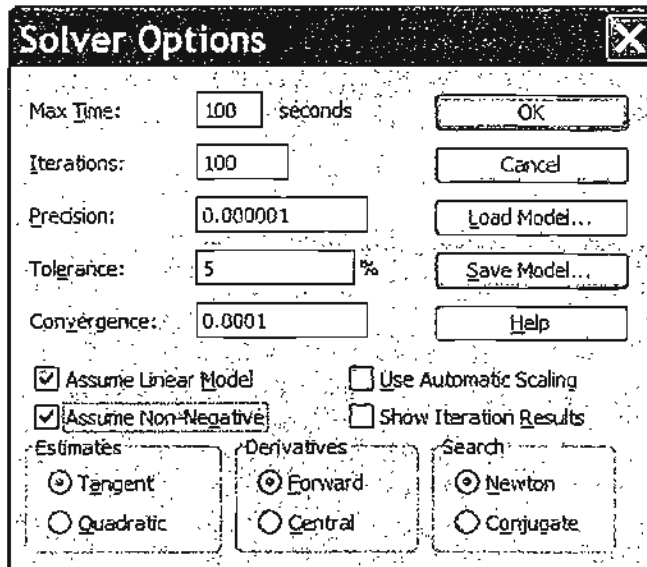 Solver Options
Max Time: 100 seconds OK
Iterations: 100 Cancel
Precision: 0.000001 Load Model...
Tolerance: 5 % Save Model...
Convergence: 0.0001 Help
Assume Linear Model Use Automatic Scaling
Assume Non-Negative Show Iteration Results
Estimates Derivatives Search
Tangent Forward Newton
Quadratic Central Conjugate